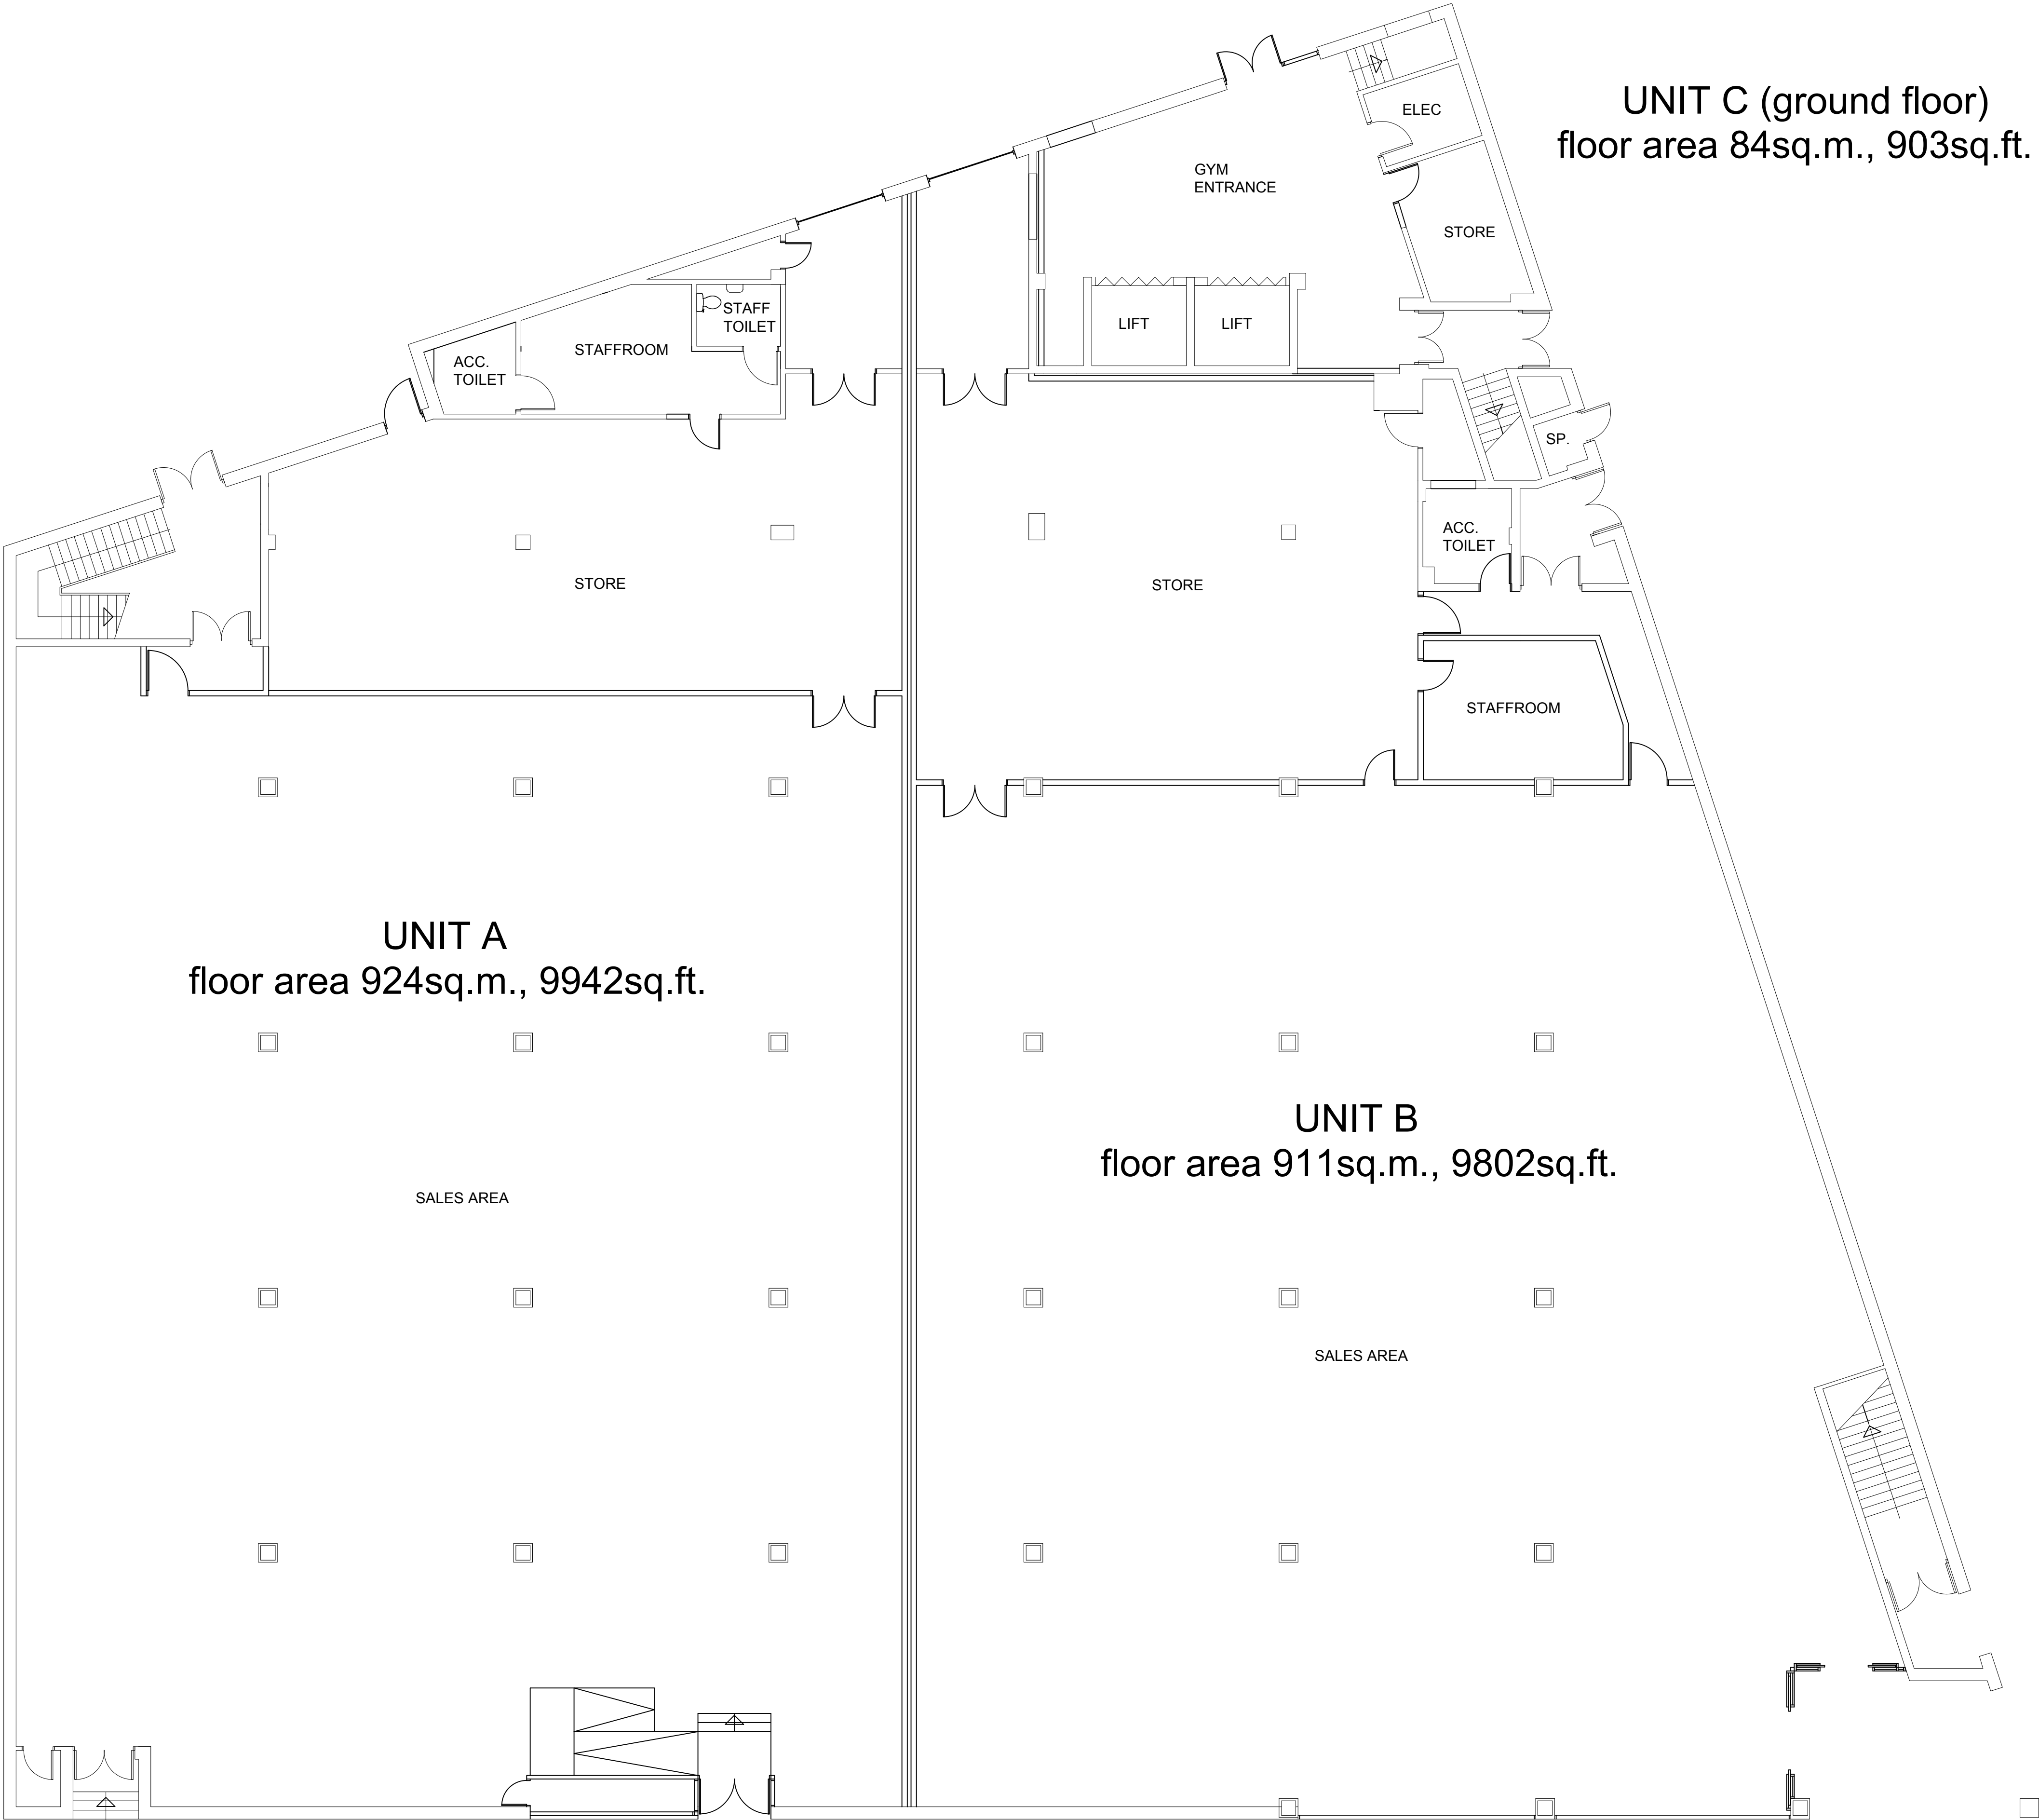 UNIT C (ground floor)
floor area 84sq.m., 903sq.ft.
ELEC
GYM
ENTRANCE
STORE
LIFT
LIFT
STAFF
TOILET
STAFFROOM
ACC.
TOILET
SP.
ACC.
TOILET
STORE
STORE
STAFFROOM
UNIT A
floor area 924sq.m., 9942sq.ft.
SALES AREA
UNIT B
floor area 911sq.m., 9802sq.ft.
SALES AREA